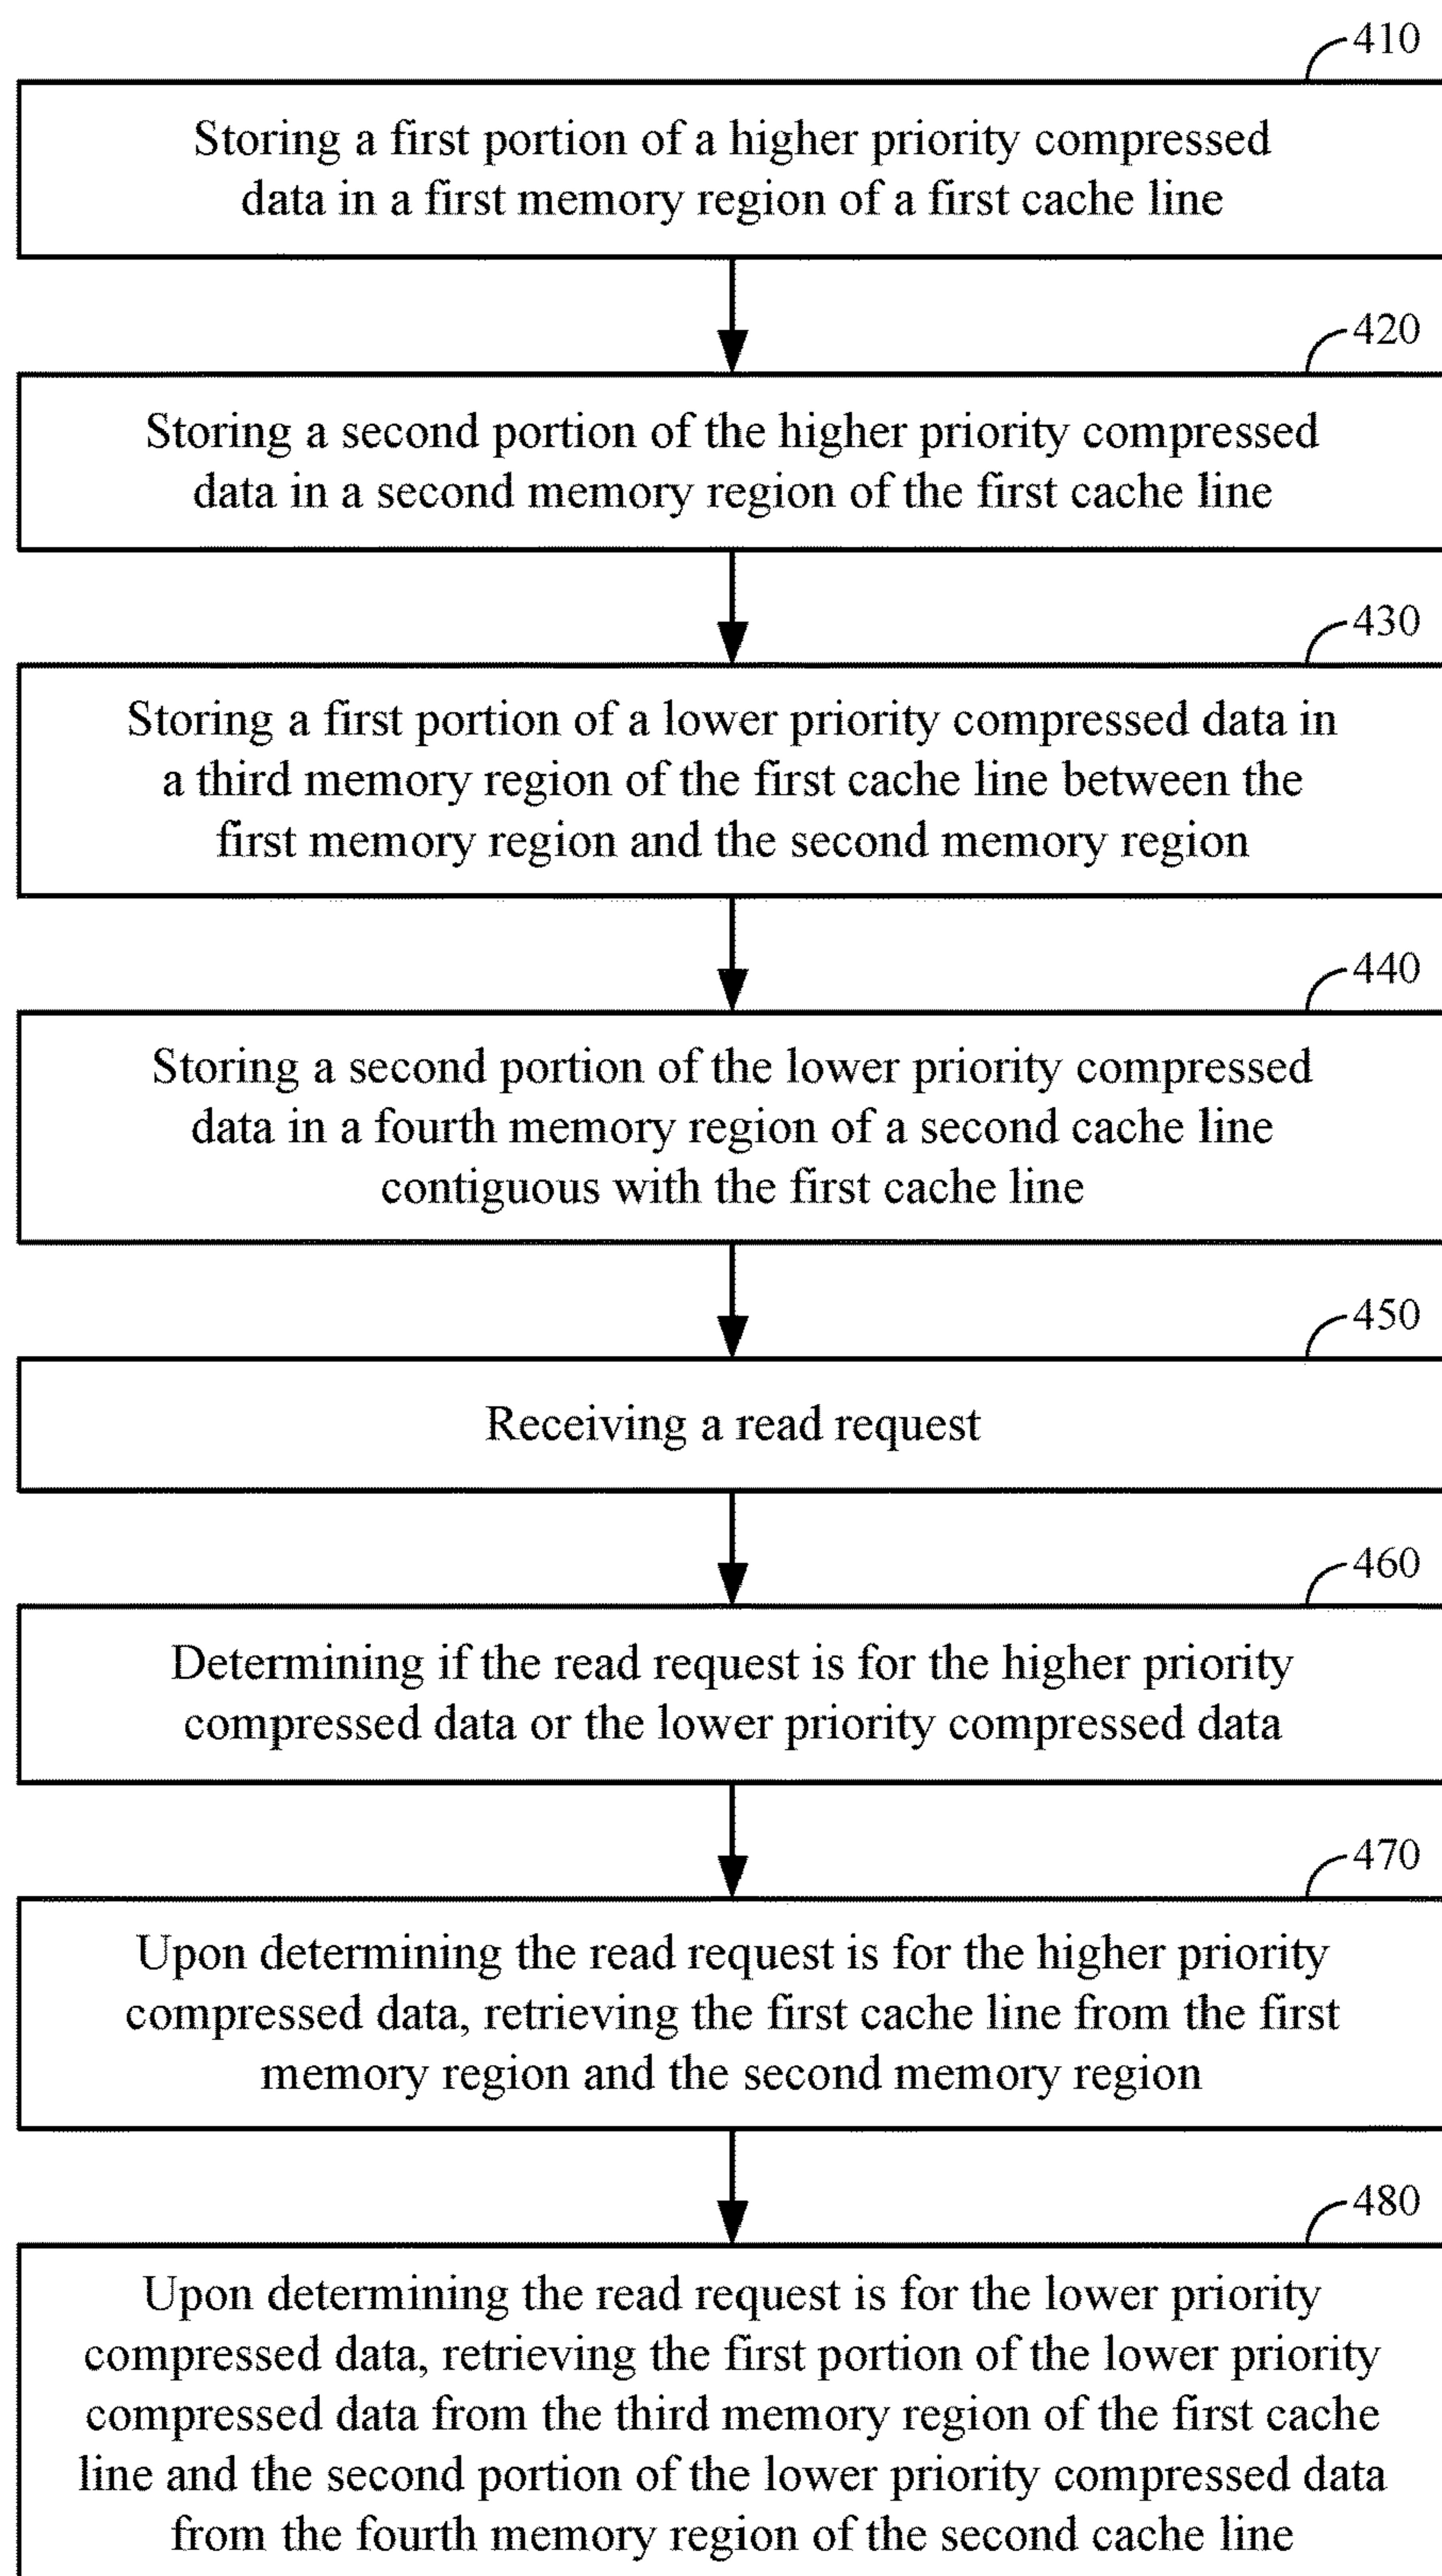 410
Storing a first portion of a higher priority compressed
data in a first memory region of a first cache line
420
Storing a second portion of the higher priority compressed
data in a second memory region of the first cache line
430
Storing a first portion of a lower priority compressed data in
a third memory region of the first cache line between the
first memory region and the second memory region
440
Storing a second portion of the lower priority compressed
data in a fourth memory region of a second cache line
contiguous with the first cache line
450
Receiving a read request
460
Determining if the read request is for the higher priority
compressed data or the lower priority compressed data
470
Upon determining the read request is for the higher priority
compressed data, retrieving the first cache line from the first
memory region and the second memory region
480
Upon determining the read request is for the lower priority
compressed data, retrieving the first portion of the lower priority
compressed data from the third memory region of the first cache
line and the second portion of the lower priority compressed data
from the fourth memory region of the second cache line